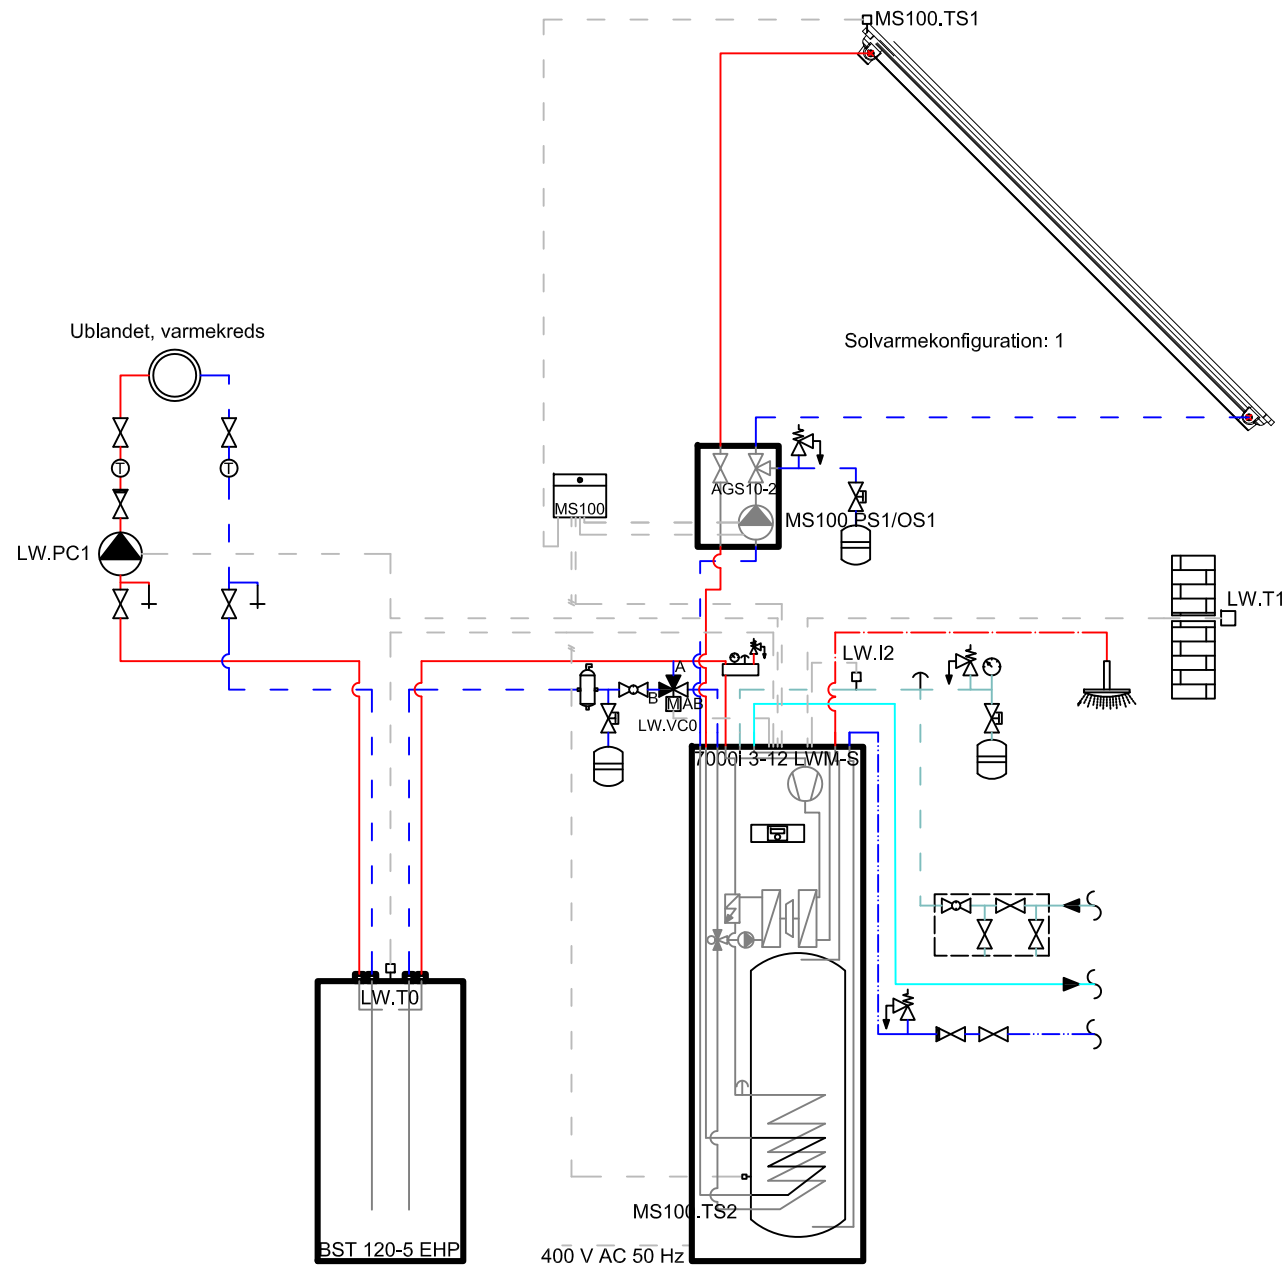 MS100.TS1
Ublandet, varmekreds
Solvarmekonfiguration: 1
T
T
AGS10-2
MS100
MS100 PS1/OS1
LW.PC1
LW.T1
LW.I2
A
B
M
AB
LW.VC0
7000i 3-12 LWM-S
LW.T0
MS100.TS2
BST 120-5 EHP
400 V AC 50 Hz